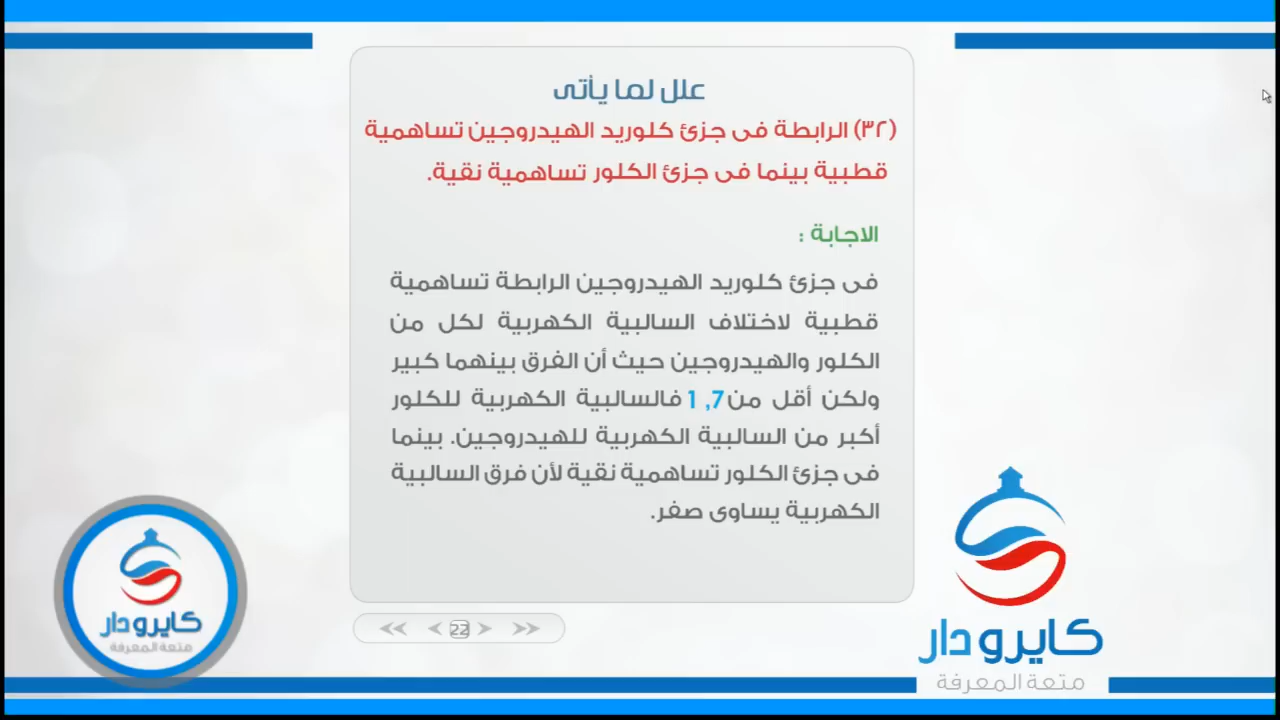 علل لما يأتى
(٣٢) الرابطة فى جزئ كلوريد الهيدروجين تساهمية
قطبية بينما فى جزئ الكلور تساهمية نقية.
الاجابة :
فى جزئ كلوريد الهيدروجين الرابطة تساهمية
قطبية لاختلاف السالبية الكهربية لكل من
الكلور والهيدروجين حيث أن الفرق بينهما كبير
ولكن أقل من 1,7 فالسالبية الكهربية للكلور
أكبر من السالبية الكهربية للهيدروجين. بينما
فى جزئ الكلور تساهمية نقية لأن فرق السالبية
الكهربية يساوى صفر.
22
كايرو دار
متعة المعرفة
كايرو دار
متعة المعرفة